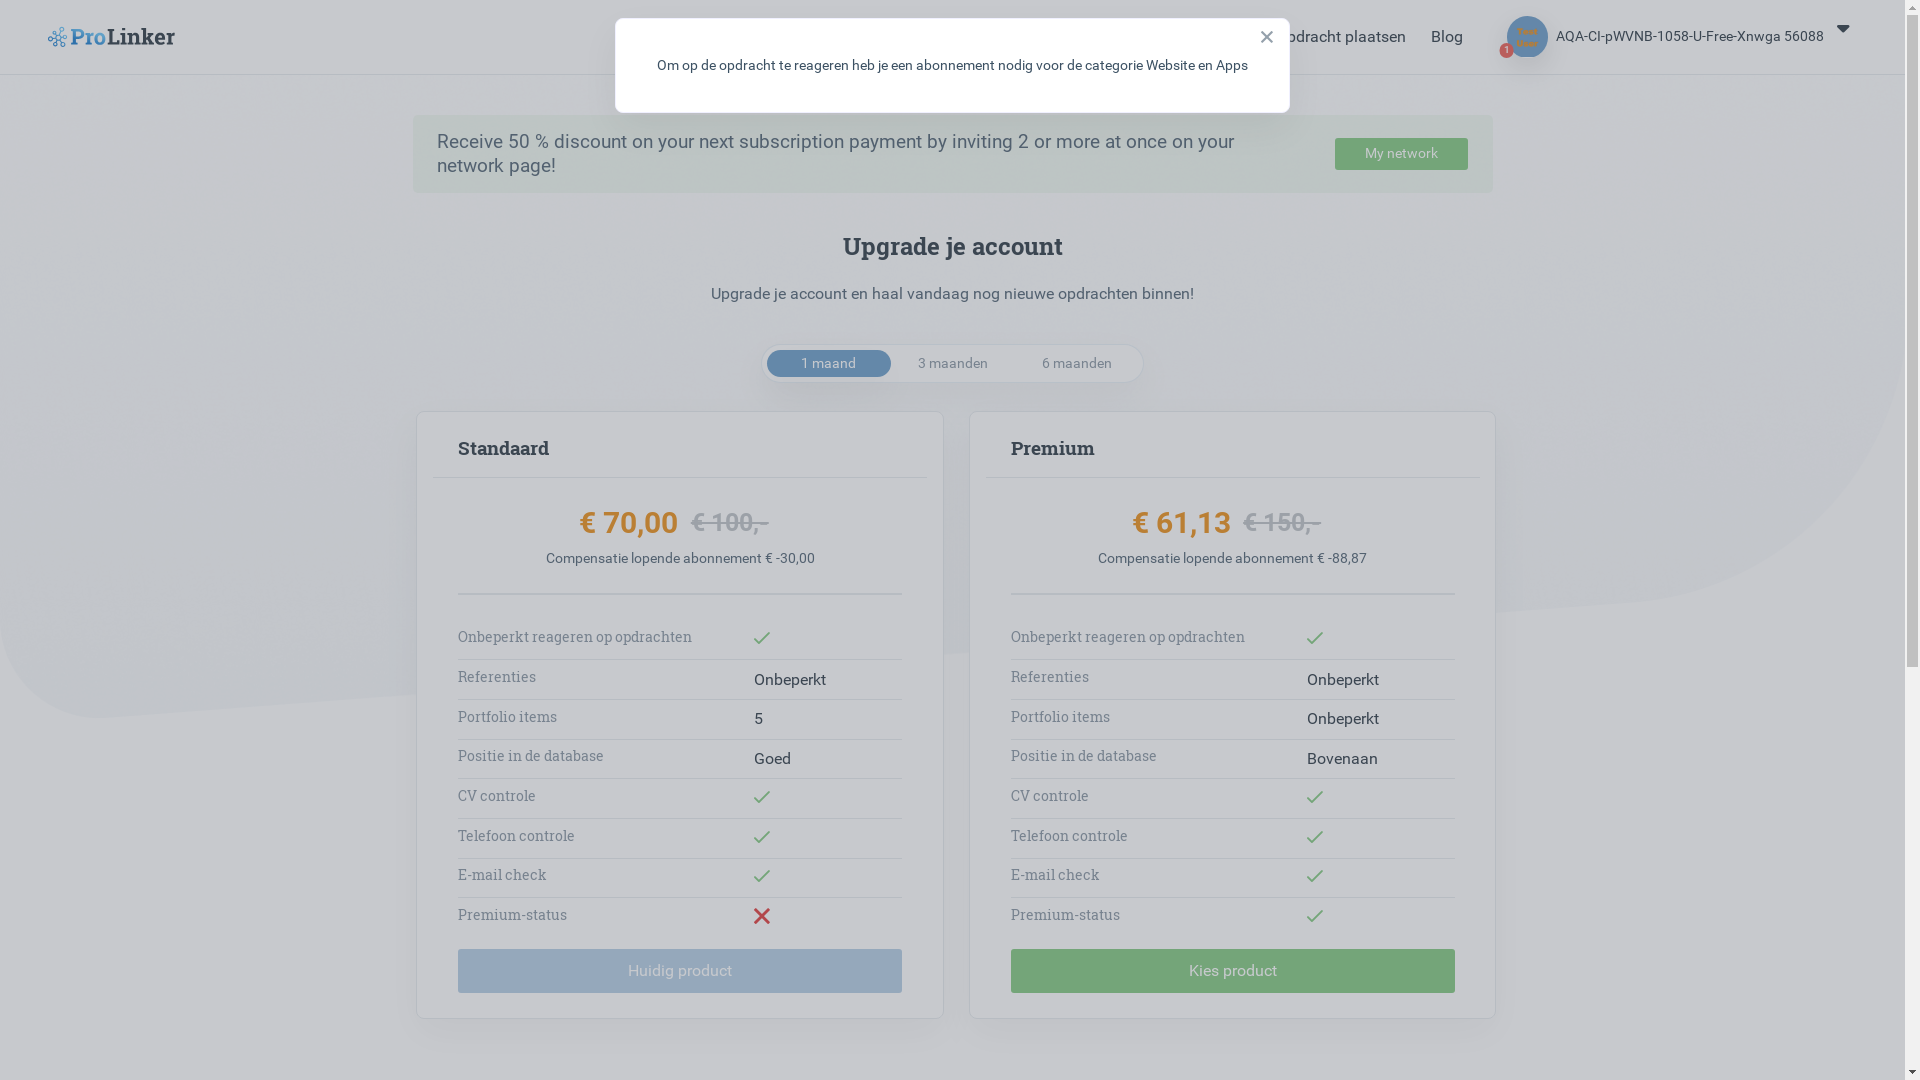 ProLinker
pdracht plaatsen
Blog
1
AQA-CI-pWVNB-1058-U-Free-Xnwga 56088
Om op de opdracht te reageren heb je een abonnement nodig voor de categorie Website en Apps
Receive 50 % discount on your next subscription payment by inviting 2 or more at once on your
network page!
My network
Upgrade je account
Upgrade je account en haal vandaag nog nieuwe opdrachten binnen!
1 maand
3 maanden
6 maanden
Standaard
€ 70,00 € 100,-
Compensatie lopende abonnement € -30,00
Onbeperkt reageren op opdrachten
Referenties Onbeperkt
Portfolio items 5
Positie in de database Goed
CV controle
Telefoon controle
E-mail check
Premium-status
Huidig product
Premium
€ 61,13 € 150,-
Compensatie lopende abonnement € -88,87
Onbeperkt reageren op opdrachten
Referenties Onbeperkt
Portfolio items Onbeperkt
Positie in de database Bovenaan
CV controle
Telefoon controle
E-mail check
Premium-status
Kies product